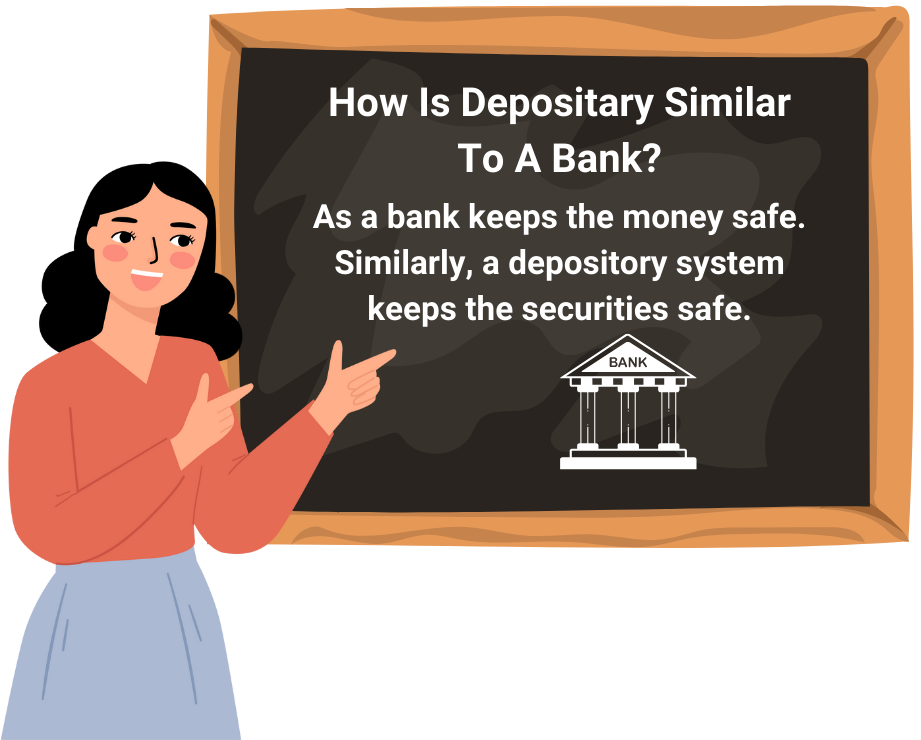 How Is Depositary Similar
To A Bank?
As a bank keeps the money safe.
Similarly, a depository system
keeps the securities safe.
BANK